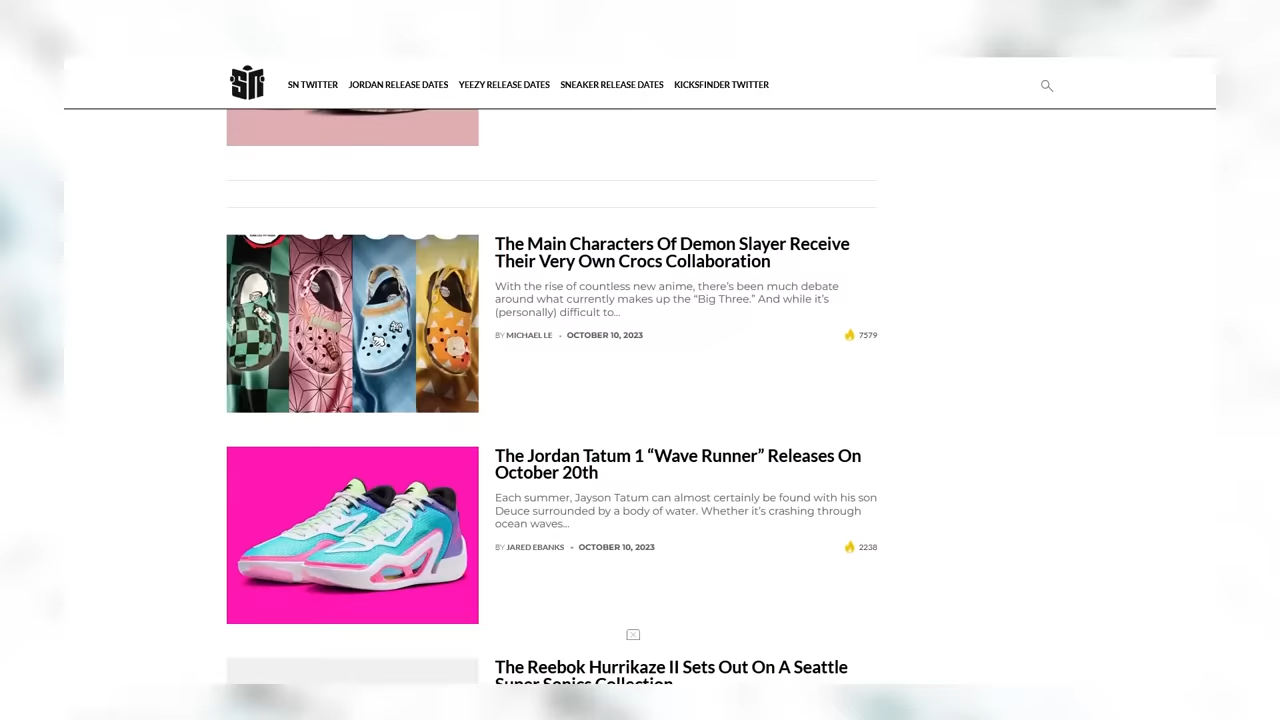 SN
SN TWITTER JORDAN RELEASE DATES YEEZY RELEASE DATES SNEAKER RELEASE DATES KICKSFINDER TWITTER
The Main Characters Of Demon Slayer Receive
Their Very Own Crocs Collaboration
With the rise of countless new anime, there’s been much debate
around what currently makes up the “Big Three.” And while it’s
(personally) difficult to...
BY MICHAEL LE - OCTOBER 10, 2023 7579
The Jordan Tatum 1 “Wave Runner” Releases On
October 20th
Each summer, Jayson Tatum can almost certainly be found with his son
Deuce surrounded by a body of water. Whether it’s crashing through
ocean waves...
BY JARED EBANKS - OCTOBER 10, 2023 2238
The Reebok Hurrikaze II Sets Out On A Seattle
Super Sonics Collection